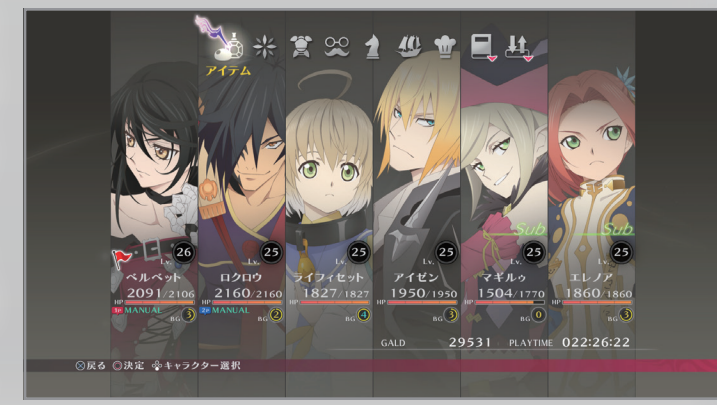 アイテム
Sub
Sub
Lv. 26
Lv. 25
Lv. 25
Lv. 25
Lv. 25
Lv. 25
ベルベット
ロクロウ
ライフィセット
アイゼン
マギルゥ
エレノア
HP 2091/2106
HP 2160/2160
HP 1827/1827
HP 1950/1950
HP 1504/1770
HP 1860/1860
1P MANUAL BG 3
2P MANUAL BG 2
BG 4
BG 3
BG 0
BG 3
GALD 29531 PLAYTIME 022:26:22
戻る 決定 キャラクター選択